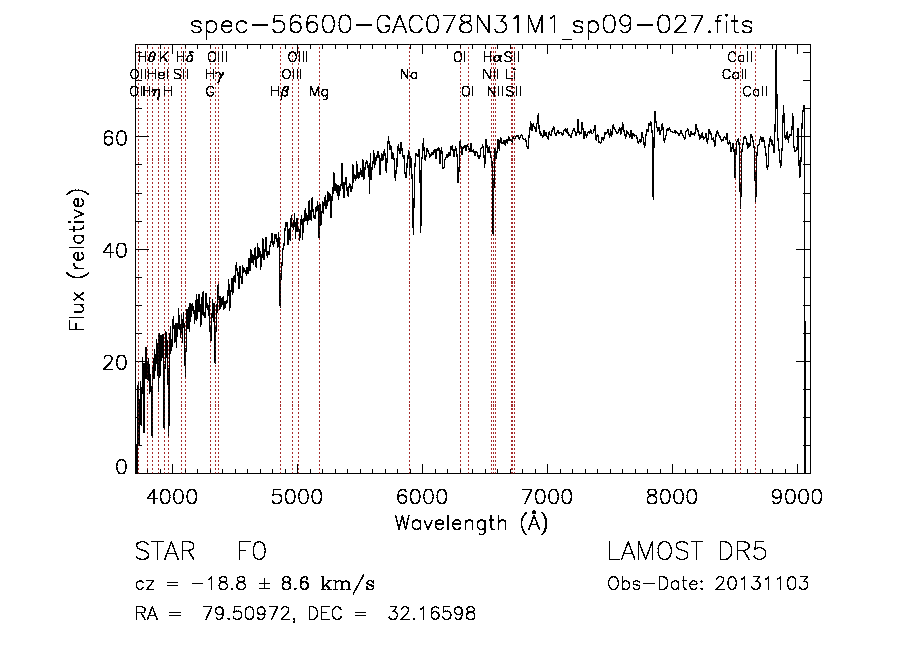 spec-56600-GAC078N31M1_sp09-027.fits
Hθ K Hδ OIII OIII OI Hα SII CaII
OII HeI SII Hγ OIII Na NII Li CaII
OII Hη H G Hβ Mg OI NII SII CaII
60
40
20
0
Flux (relative)
4000 5000 6000 7000 8000 9000
Wavelength (Å)
STAR F0 LAMOST DR5
cz = −18.8 ± 8.6 km/s Obs-Date: 20131103
RA = 79.50972, DEC = 32.16598